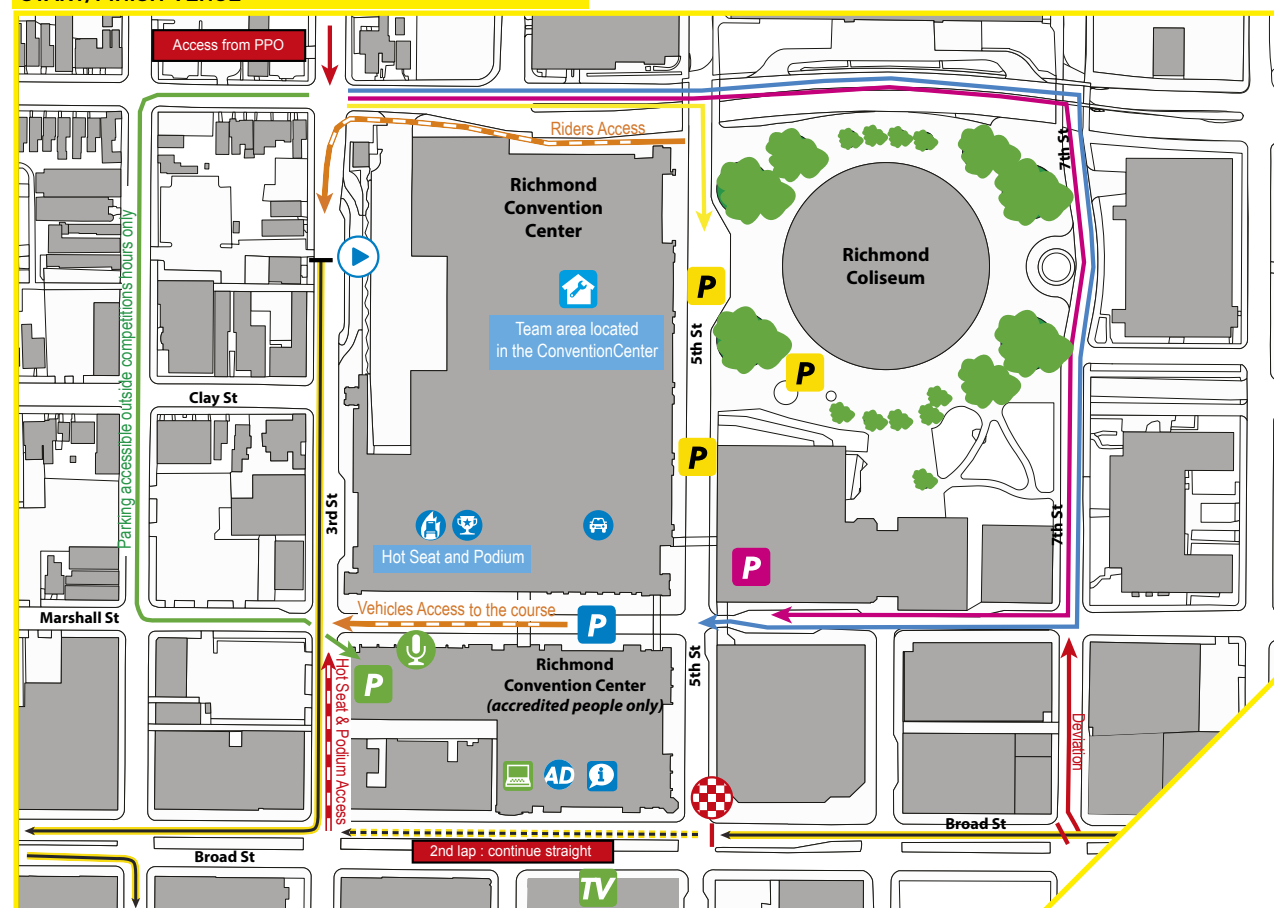 START/FINISH VENUE
Access from PPO
Riders Access
7th St
Richmond
Convention
Center
Richmond
Coliseum
P
Team area located
in the ConventionCenter
5th St
P
Clay St
Parking accessible outside competitions hours only
P
3rd St
7th St
Hot Seat and Podium
P
Vehicles Access to the course
Marshall St
P
5th St
P
Richmond
Convention Center
(accredited people only)
Hot Seat & Podium Access
Deviation
AD
i
Broad St
Broad St
2nd lap : continue straight
TV